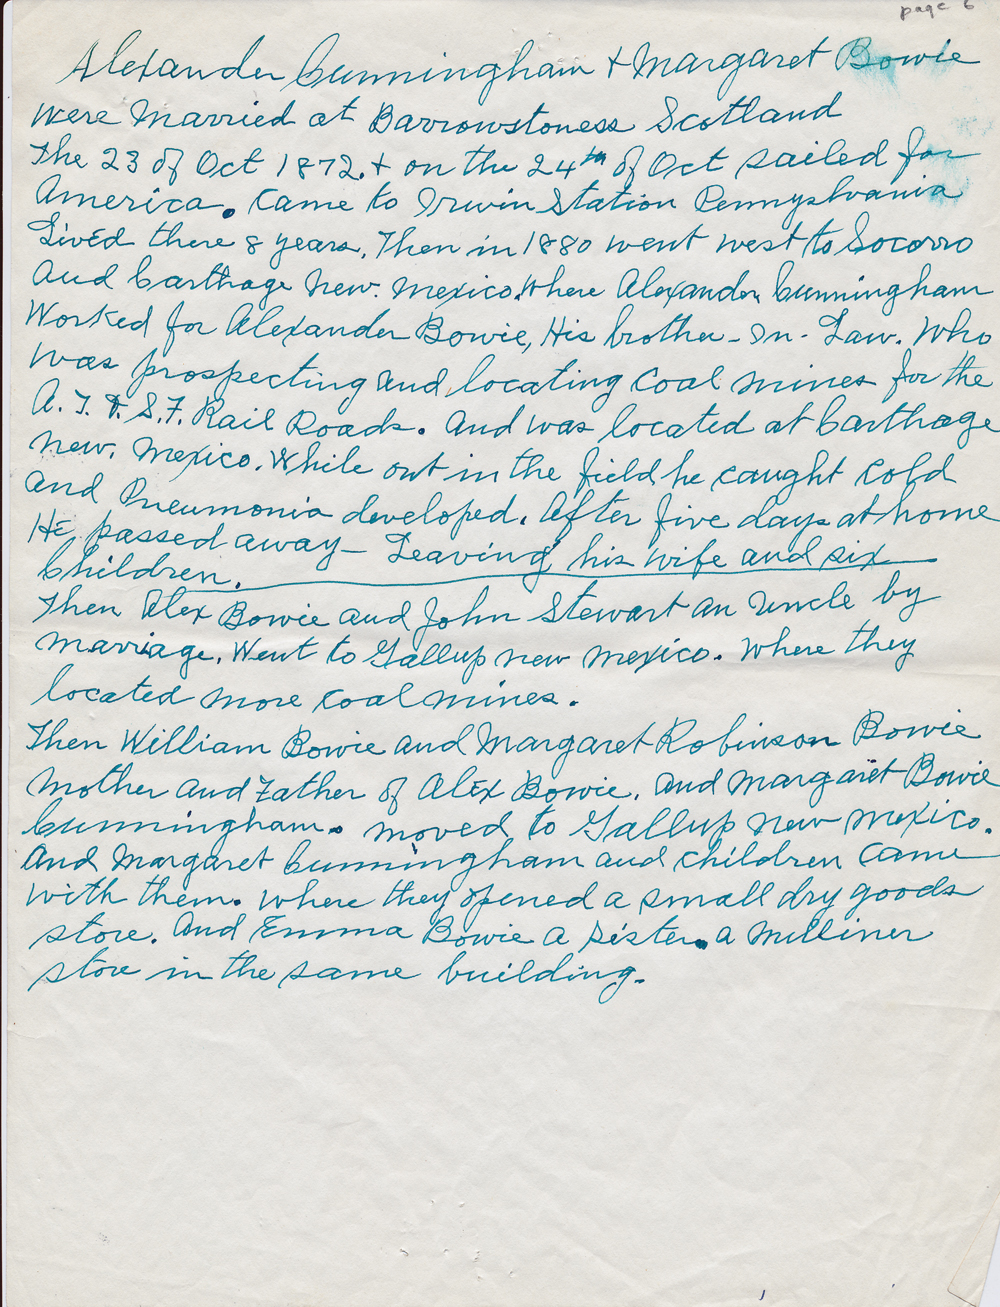 page 6
Alexander Cunningham & Margaret Bowie
were Married at Barrowstoness Scotland
The 23 of Oct 1872. & on the 24th of Oct sailed for
America. Came to Irwin Station Pennyslvania
Lived there 8 years. Then in 1880 went west to Socorro
And Carthage New. Mexico. Where Alexander Cunningham
Worked for Alexander Bowie, His brother-In-Law. Who
was prospecting and locating coal mines for the
A. T. & S. F. Rail Roads. And was located at Carthage
New. Mexico. While out in the field he caught cold
And Pneumonia developed. After five days at home
He passed away- Leaving his wife and six
Children.
Then Alex Bowie and John Stewart an Uncle by
Marriage. Went to Gallup New Mexico. Where they
located more coal mines.
Then William Bowie and Margaret Robinson Bowie
Mother and Father of Alex Bowie. And Margaret Bowie
Cunningham. Moved to Gallup New Mexico.
And Margaret Cunningham and children came
with them. Where they opened a small dry goods
store. And Emma Bowie a sister. a Milliner
store in the same building.